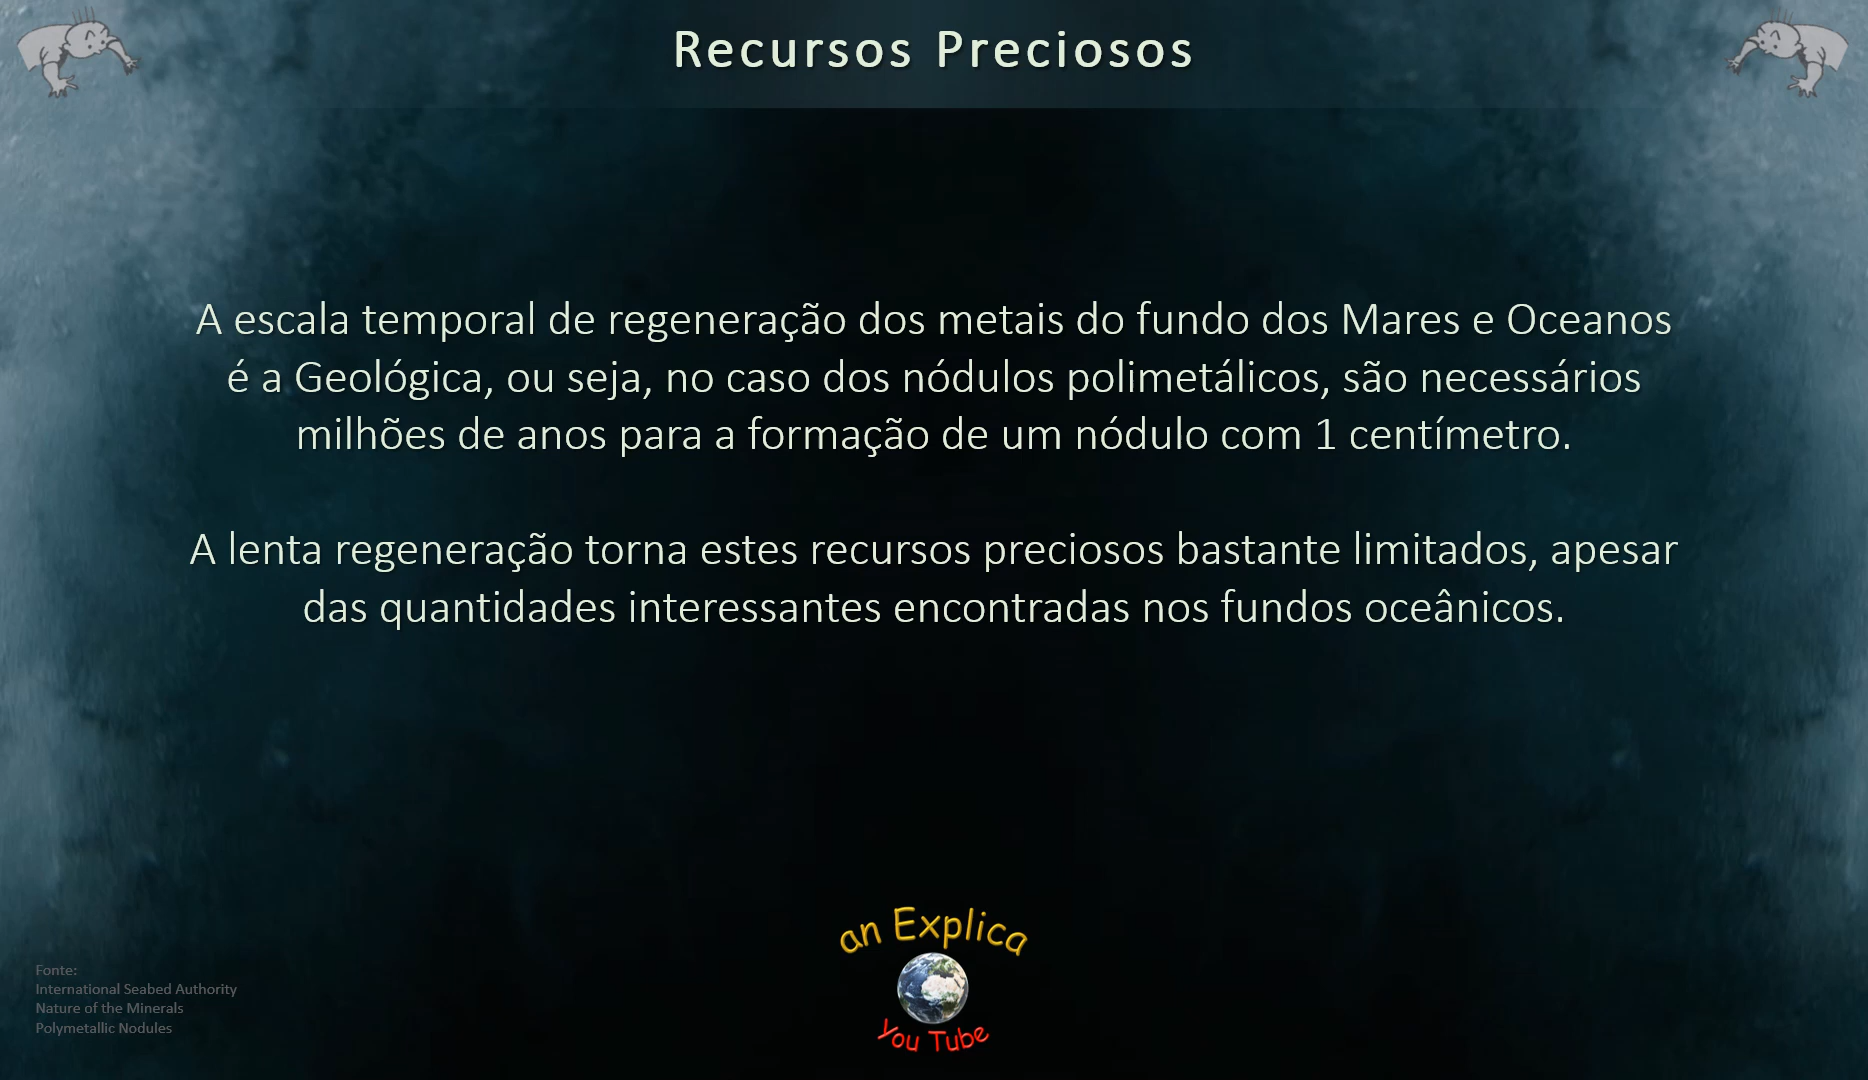 Recursos Preciosos
A escala temporal de regeneração dos metais do fundo dos Mares e Oceanos
é a Geológica, ou seja, no caso dos nódulos polimetálicos, são necessários
milhões de anos para a formação de um nódulo com 1 centímetro.
A lenta regeneração torna estes recursos preciosos bastante limitados, apesar
das quantidades interessantes encontradas nos fundos oceânicos.
an Explica
You Tube
Fonte:
International Seabed Authority
Nature of the Minerals
Polymetallic Nodules